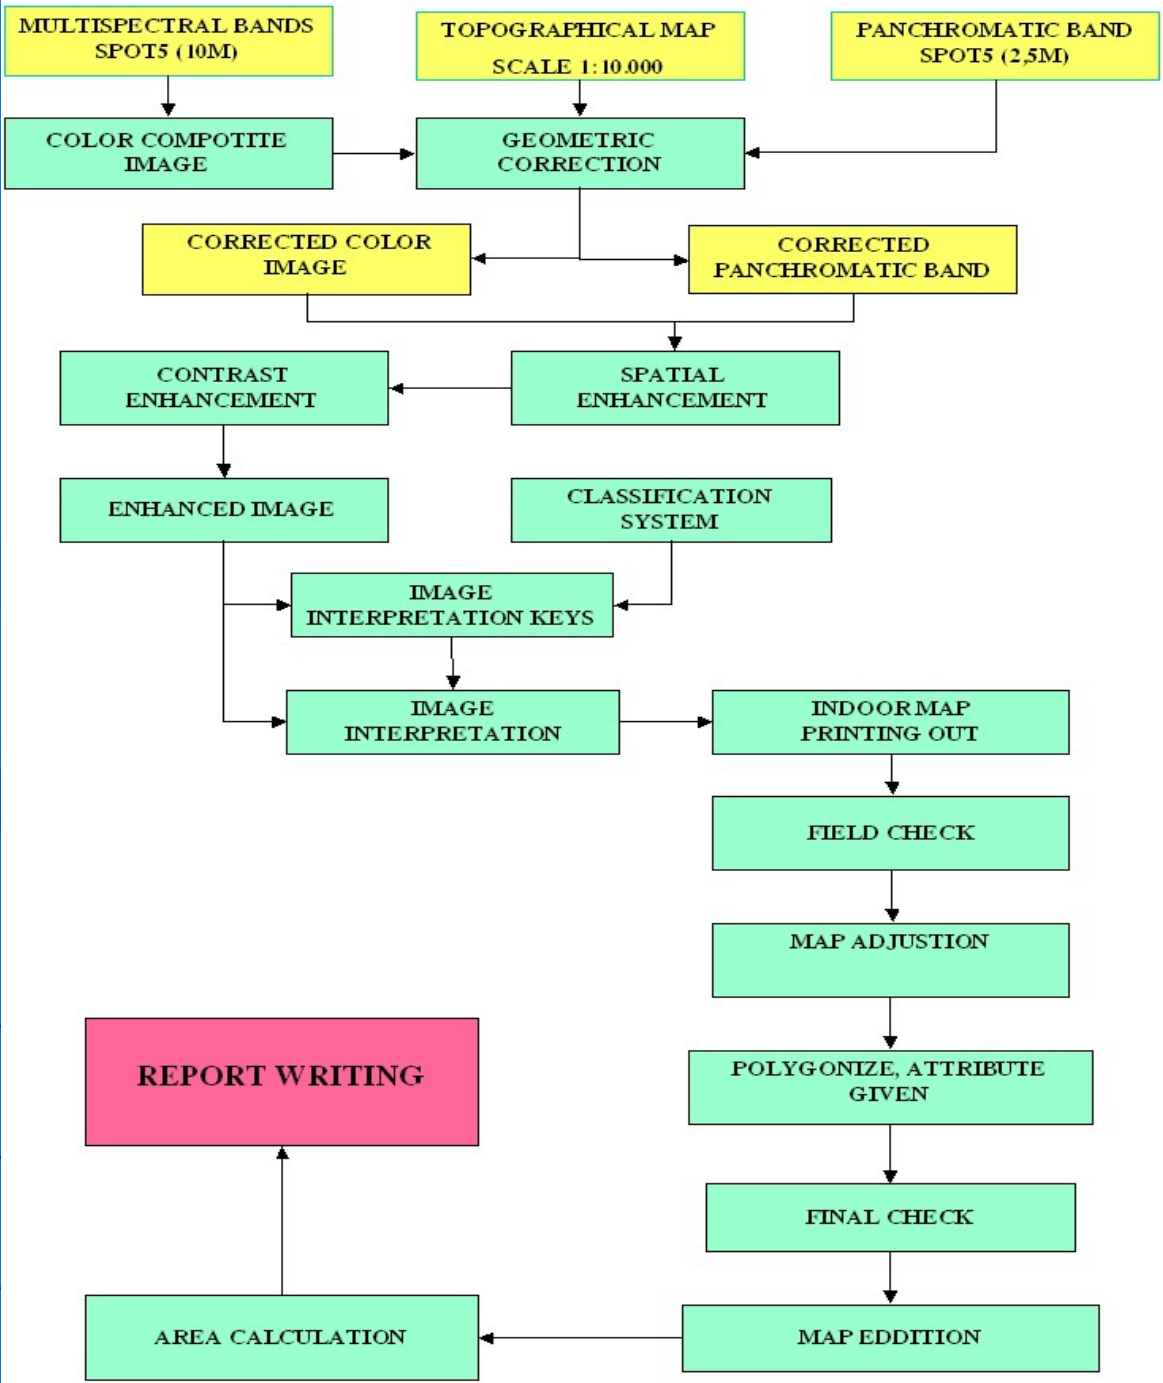 MULTISPECTRAL BANDS
SPOT5 (10M)
TOPOGRAPHICAL MAP
SCALE 1:10.000
PANCHROMATIC BAND
SPOT5 (2,5M)
COLOR COMPOTITE
IMAGE
GEOMETRIC
CORRECTION
CORRECTED COLOR
IMAGE
CORRECTED
PANCHROMATIC BAND
CONTRAST
ENHANCEMENT
SPATIAL
ENHANCEMENT
ENHANCED IMAGE
CLASSIFICATION
SYSTEM
IMAGE
INTERPRETATION KEYS
IMAGE
INTERPRETATION
INDOOR MAP
PRINTING OUT
FIELD CHECK
MAP ADJUSTION
POLYGONIZE, ATTRIBUTE
GIVEN
FINAL CHECK
MAP EDDITION
AREA CALCULATION
REPORT WRITING